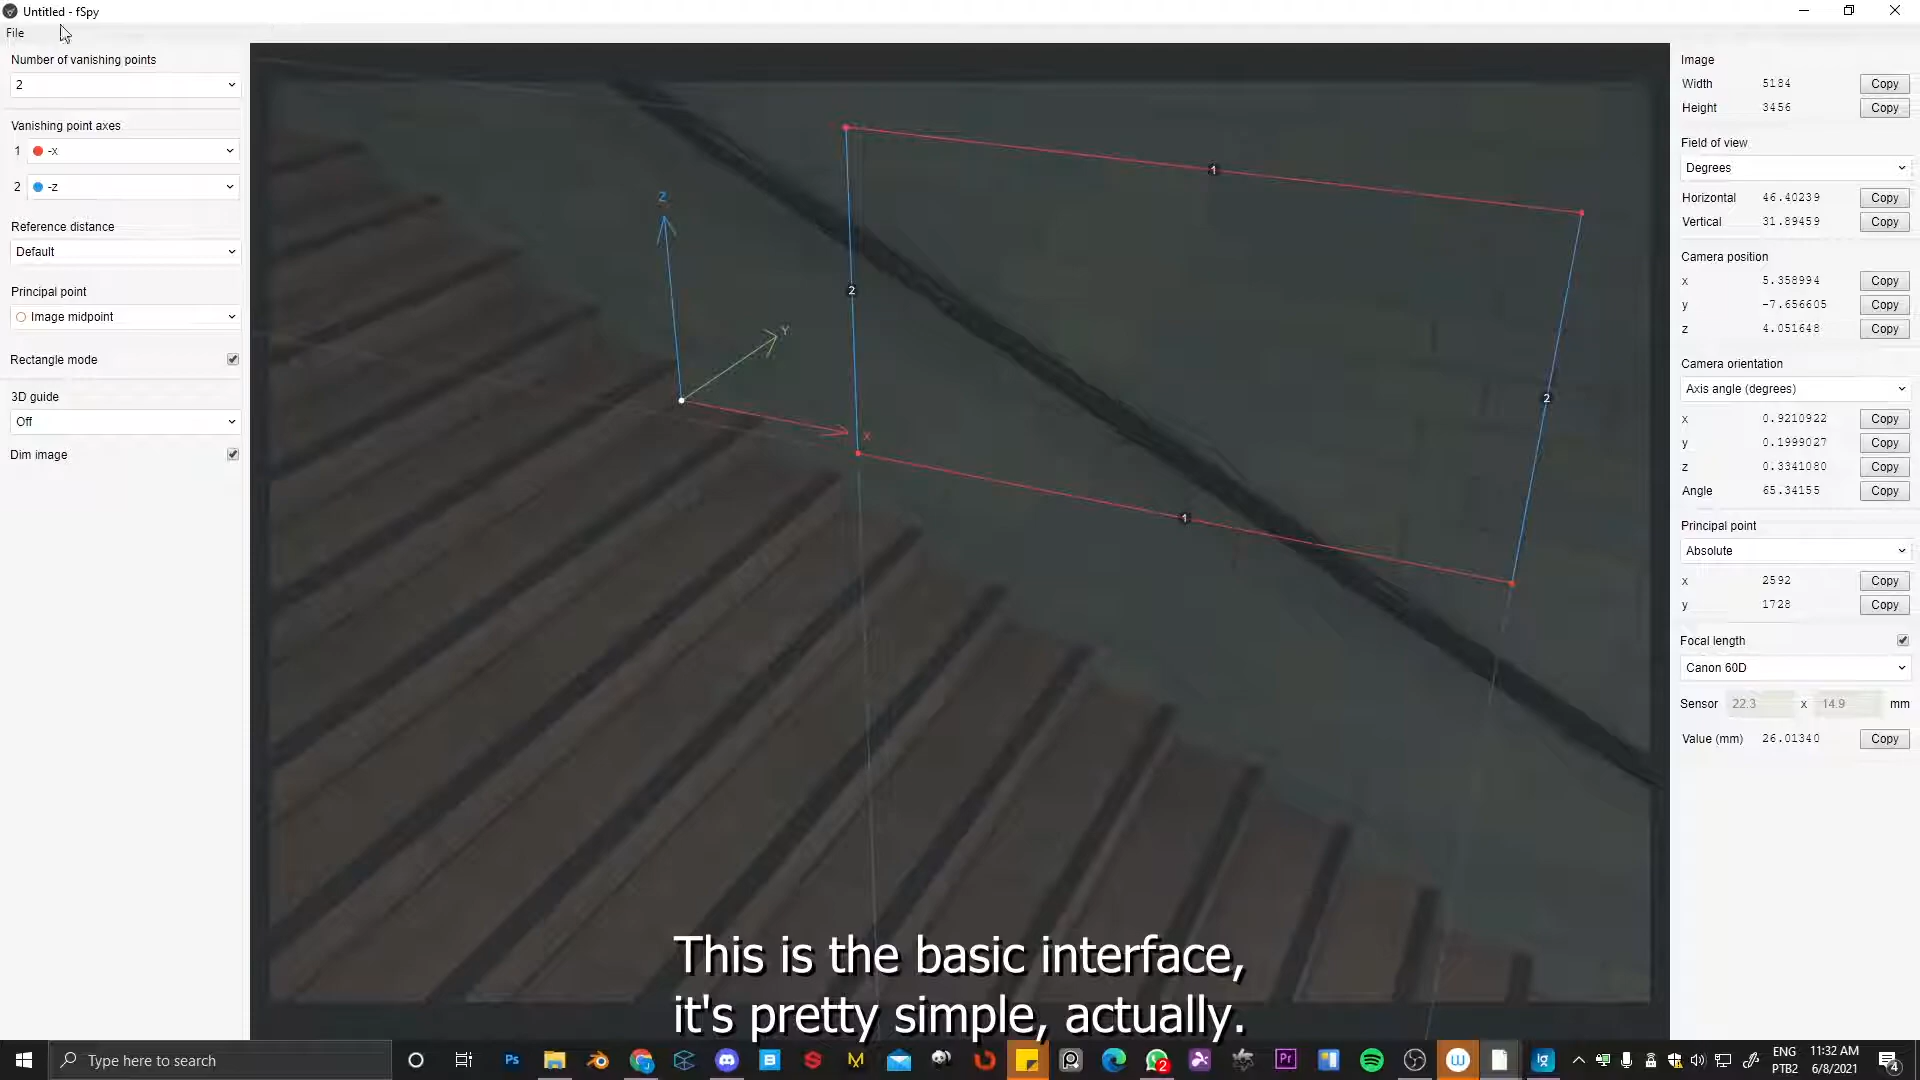 Untitled - fSpy
File
Number of vanishing points
2
Vanishing point axes
1 -x
2 -z
Reference distance
Default
Principal point
Image midpoint
Rectangle mode
3D guide
Off
Dim image
Z
Y
X
1
2
2
1
Image
Width 5184 Copy
Height 3456 Copy
Field of view
Degrees
Horizontal 46.40239 Copy
Vertical 31.89459 Copy
Camera position
x 5.358994 Copy
y -7.656605 Copy
z 4.051648 Copy
Camera orientation
Axis angle (degrees)
x 0.9210922 Copy
y 0.1999027 Copy
z 0.3341080 Copy
Angle 65.34155 Copy
Principal point
Absolute
x 2592 Copy
y 1728 Copy
Focal length
Canon 60D
Sensor 22.3 x 14.9 mm
Value (mm) 26.01340 Copy
This is the basic interface,
it's pretty simple, actually.
Type here to search
Ps
M
2
Pr
W
Ig
ENG
PTB2
11:32 AM
6/8/2021
4